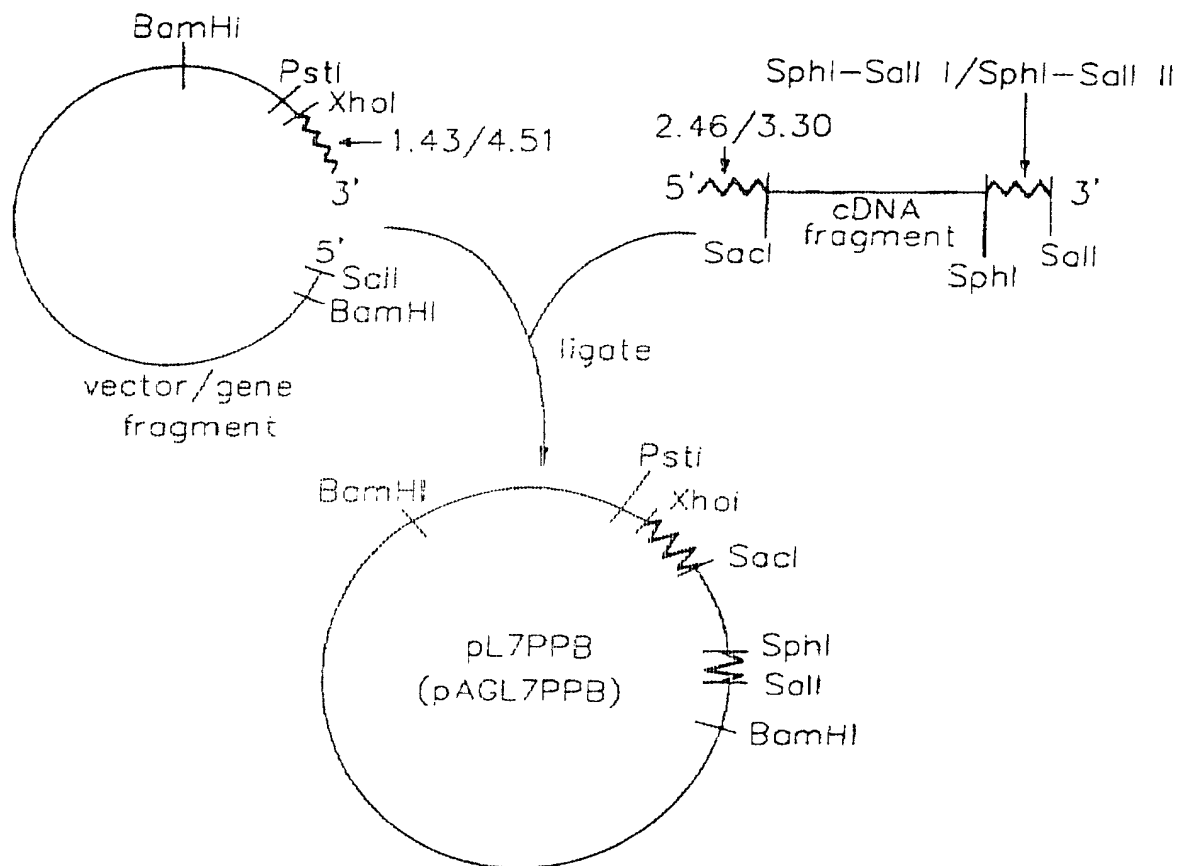 BamHI
PstI
XhoI
1.43/4.51
3'
5'
SalI
BamHI
vector/gene
fragment
SphI-SalI I/SphI-SalI II
2.46/3.30
5'
3'
cDNA
fragment
SacI
SphI
SalI
ligate
BamHI
PstI
XhoI
SacI
SphI
SalI
BamHI
pL7PPB
(pAGL7PPB)